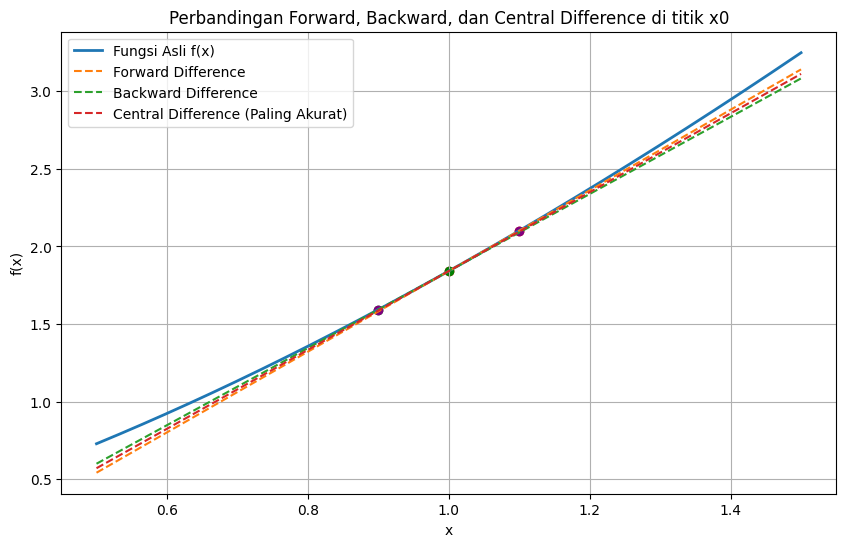 Perbandingan Forward, Backward, dan Central Difference di titik x0
Fungsi Asli f(x)
Forward Difference
Backward Difference
Central Difference (Paling Akurat)
f(x)
3.0
2.5
2.0
1.5
1.0
0.5
0.6
0.8
1.0
1.2
1.4
x